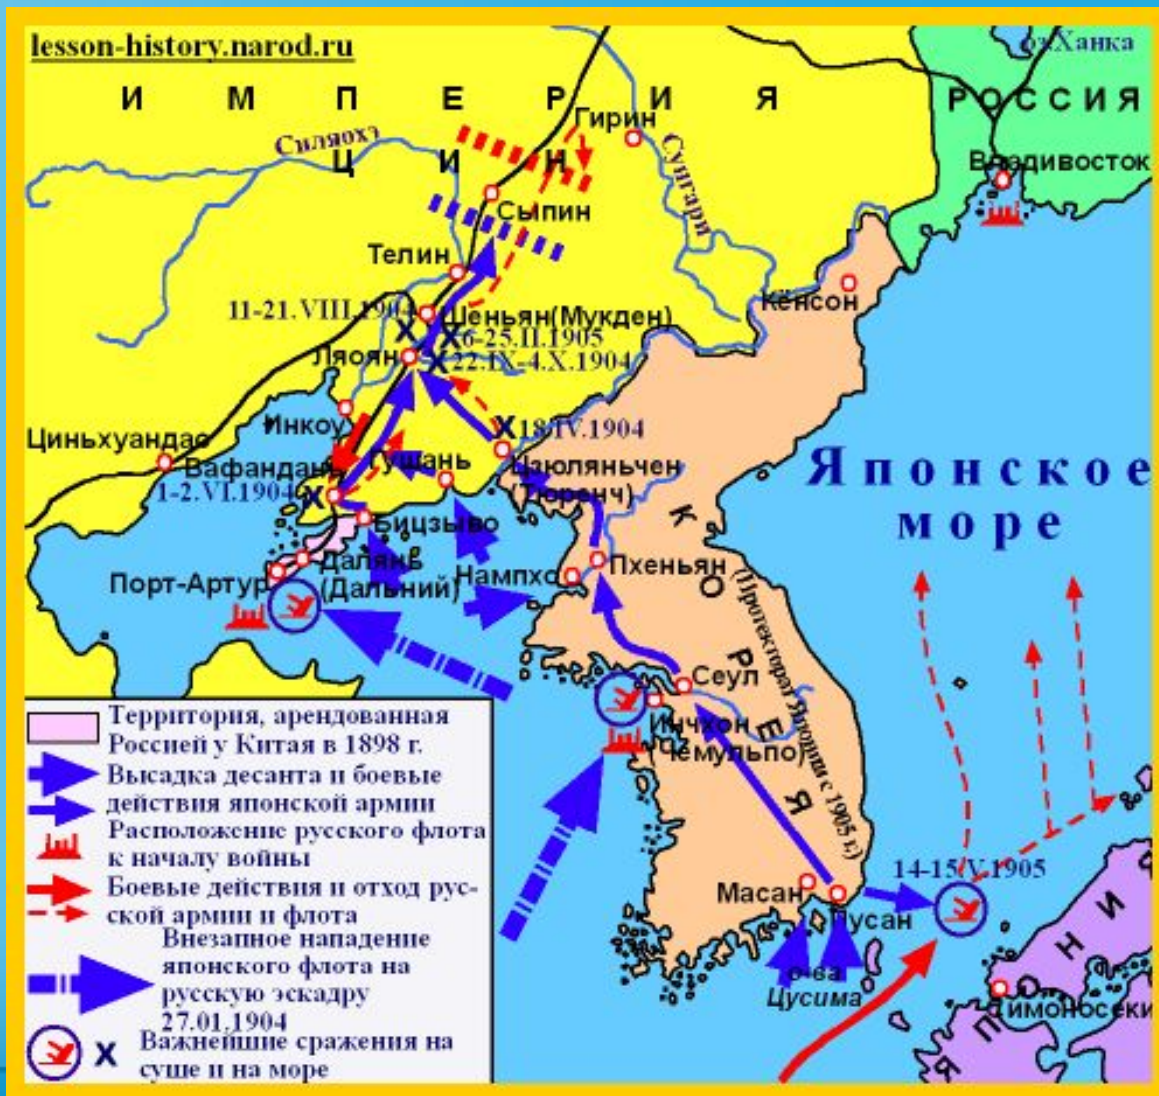 lesson-history.narod.ru
оз.Ханка
ИМПЕРИЯ
ЦИН
РОССИЯ
Гирин
Силяохэ
Сунгари
Владивосток
Сыпин
Телин
Кёнсон
11-21.VIII.1904
Шеньян(Мукден)
6-25.II.1905
Ляоян
22.IX-4.X.1904
Инкоу
18.IV.1904
Циньхуандао
Вафандань
Гушань
Цзюляньчен
(Тюренч)
1-2.VI.1904
Бицзыво
Японское
море
Далянь
(Дальний)
Порт-Артур
Нампхо
Пхеньян
КОРЕЯ
(Протекторат Японии с 1905 г.)
Сеул
Инчхон
(Чемульпо)
14-15.V.1905
Масан
Пусан
о-ва
Цусима
Симоносеки
ЯПОНИЯ
Территория, арендованная
Россией у Китая в 1898 г.
Высадка десанта и боевые
действия японской армии
Расположение русского флота
к началу войны
Боевые действия и отход рус-
ской армии и флота
Внезапное нападение
японского флота на
русскую эскадру
27.01.1904
x Важнейшие сражения на
суше и на море